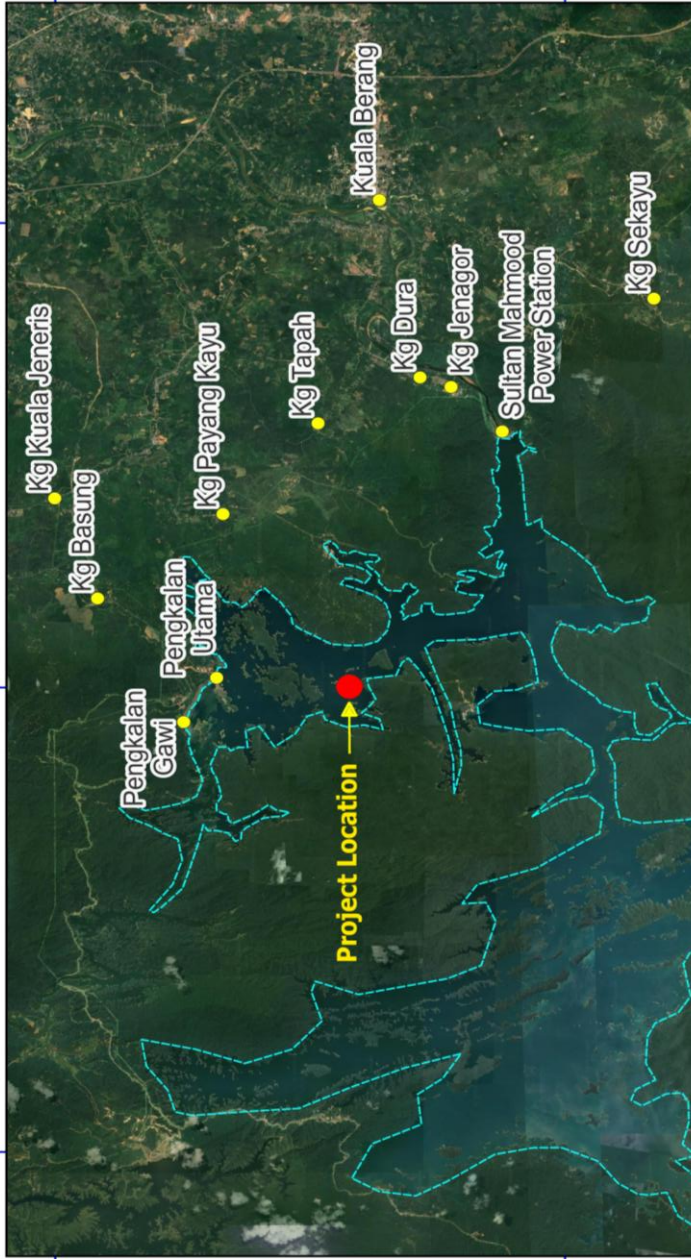 Kg Kuala Jeneris
Kg Basung
Pengkalan
Gawi
Pengkalan
Utama
Kg Payang Kayu
Kg Tapah
Project Location
Kuala Berang
Kg Dura
Kg Jenagor
Sultan Mahmood
Power Station
Kg Sekayu